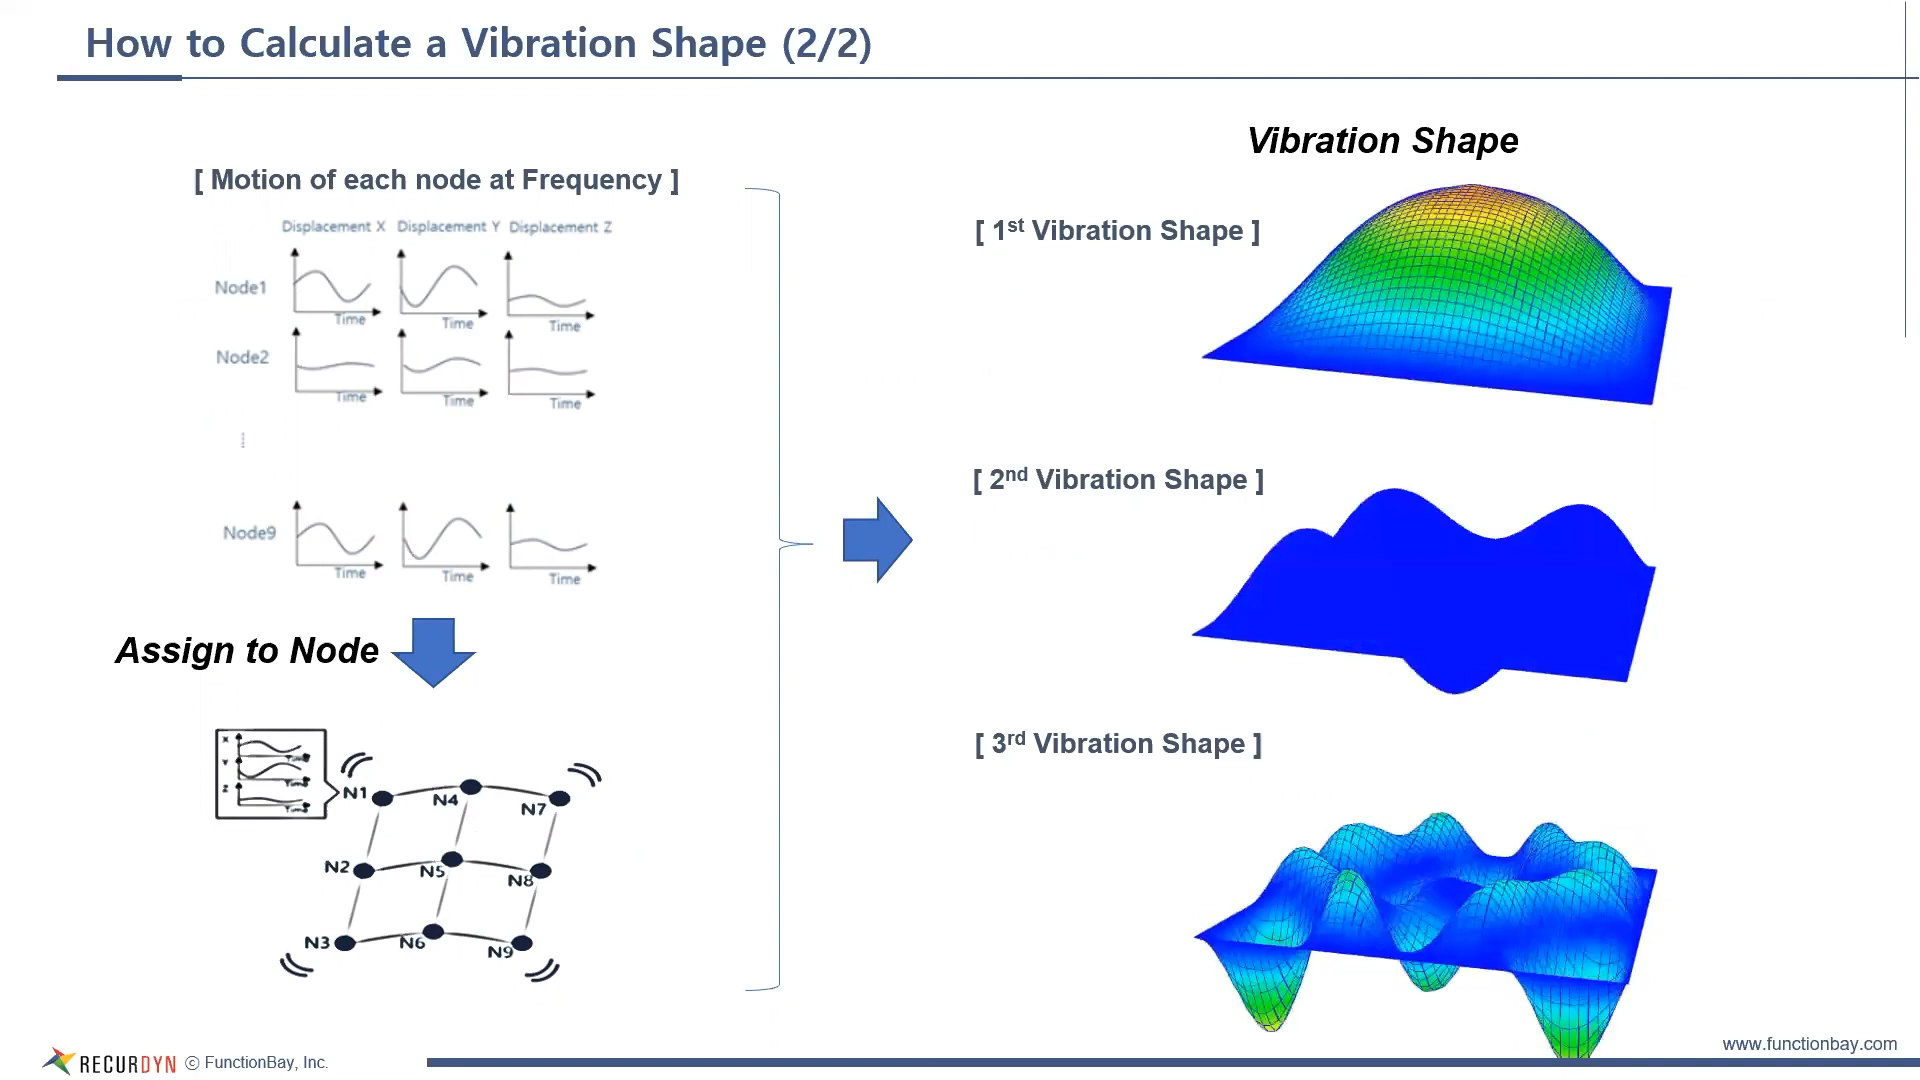 How to Calculate a Vibration Shape (2/2)
[ Motion of each node at Frequency ]
Displacement X Displacement Y Displacement Z
Node1
Time Time Time
Node2
Time Time Time
Node9
Time Time Time
Assign to Node
X
Time
Y
Time
Z
Time
N1 N4 N7
N2 N5 N8
N3 N6 N9
Vibration Shape
[ 1st Vibration Shape ]
[ 2nd Vibration Shape ]
[ 3rd Vibration Shape ]
RECURDYN © FunctionBay, Inc.
www.functionbay.com